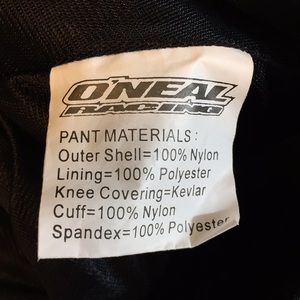 O'NEAL
RACING
PANT MATERIALS:
Outer Shell=100% Nylon
Lining=100% Polyester
Knee Covering=Kevlar
Cuff=100% Nylon
Spandex=100% Polyester